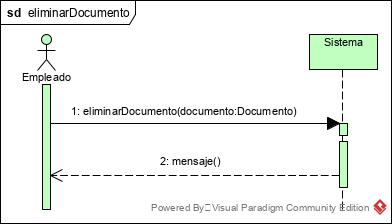 sd eliminarDocumento
Empleado
Sistema
1: eliminarDocumento(documento:Documento)
2: mensaje()
Powered By Visual Paradigm Community Edition